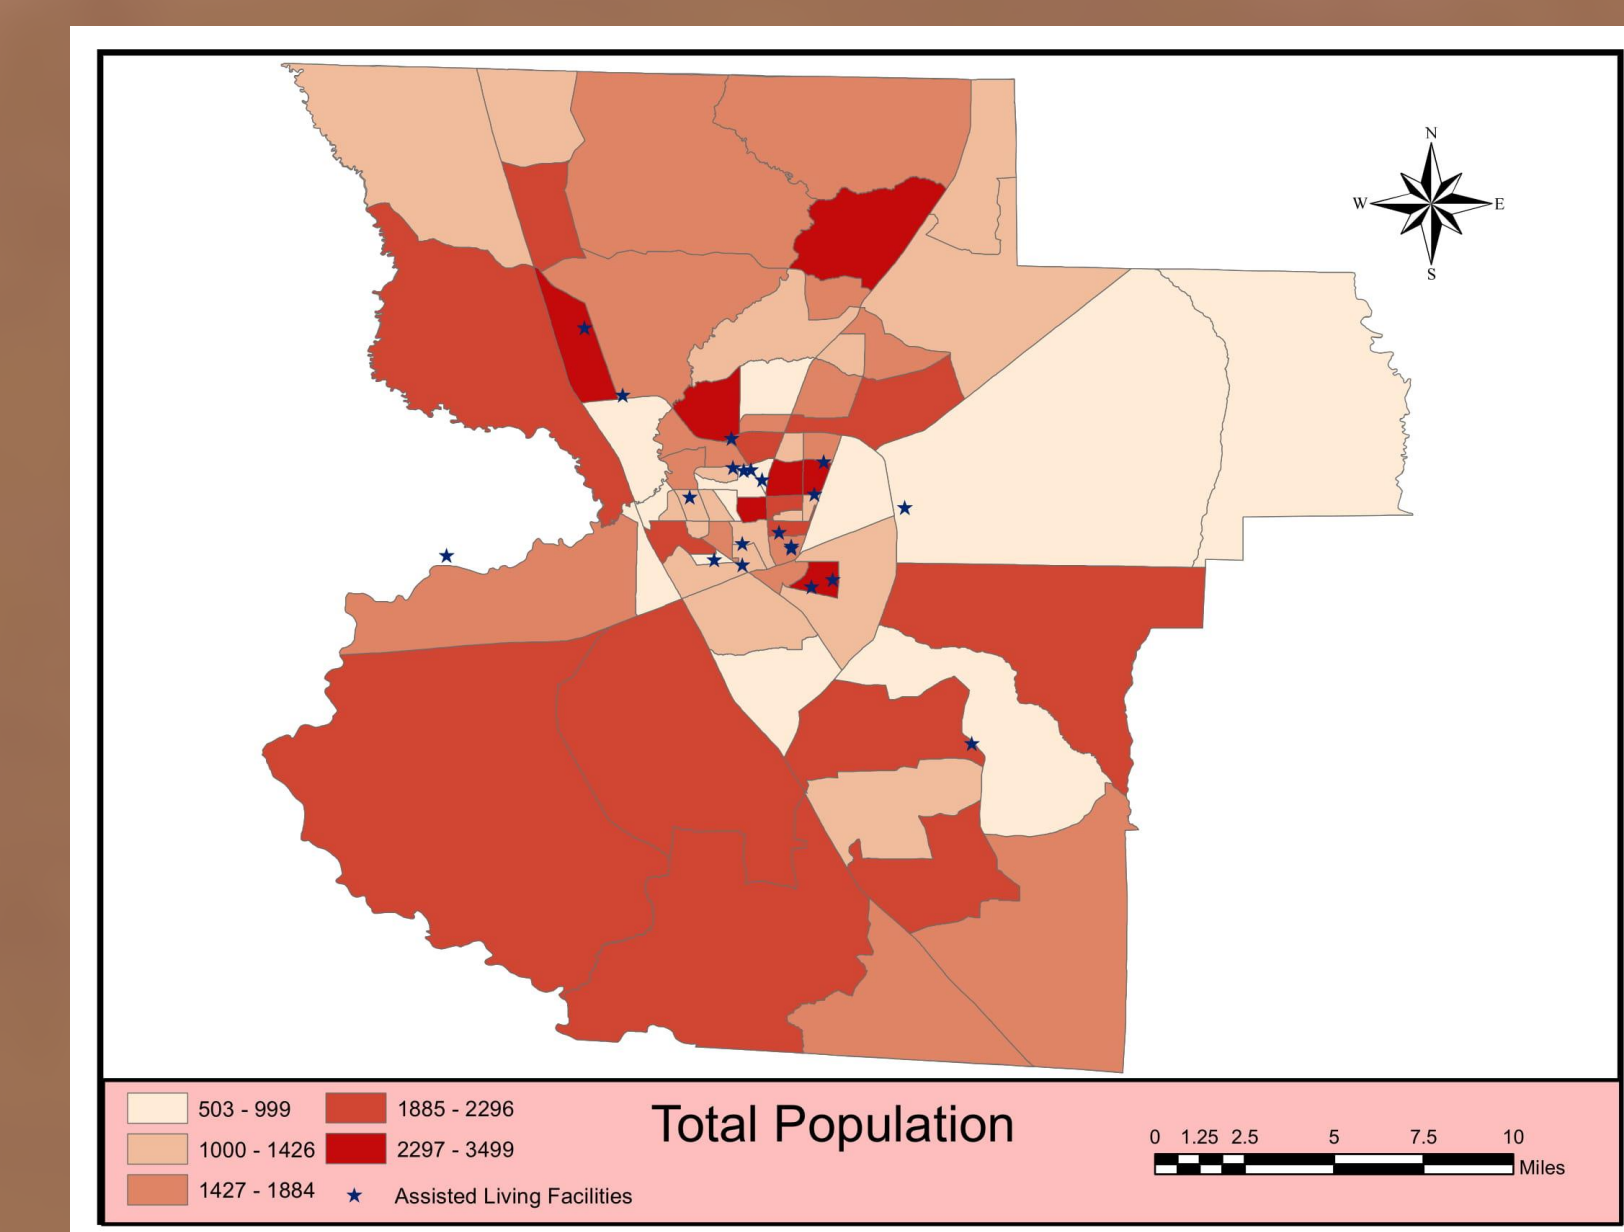 N
W E
S
503 - 999
1000 - 1426
1427 - 1884
1885 - 2296
2297 - 3499
Assisted Living Facilities
Total Population
0 1.25 2.5 5 7.5 10
Miles